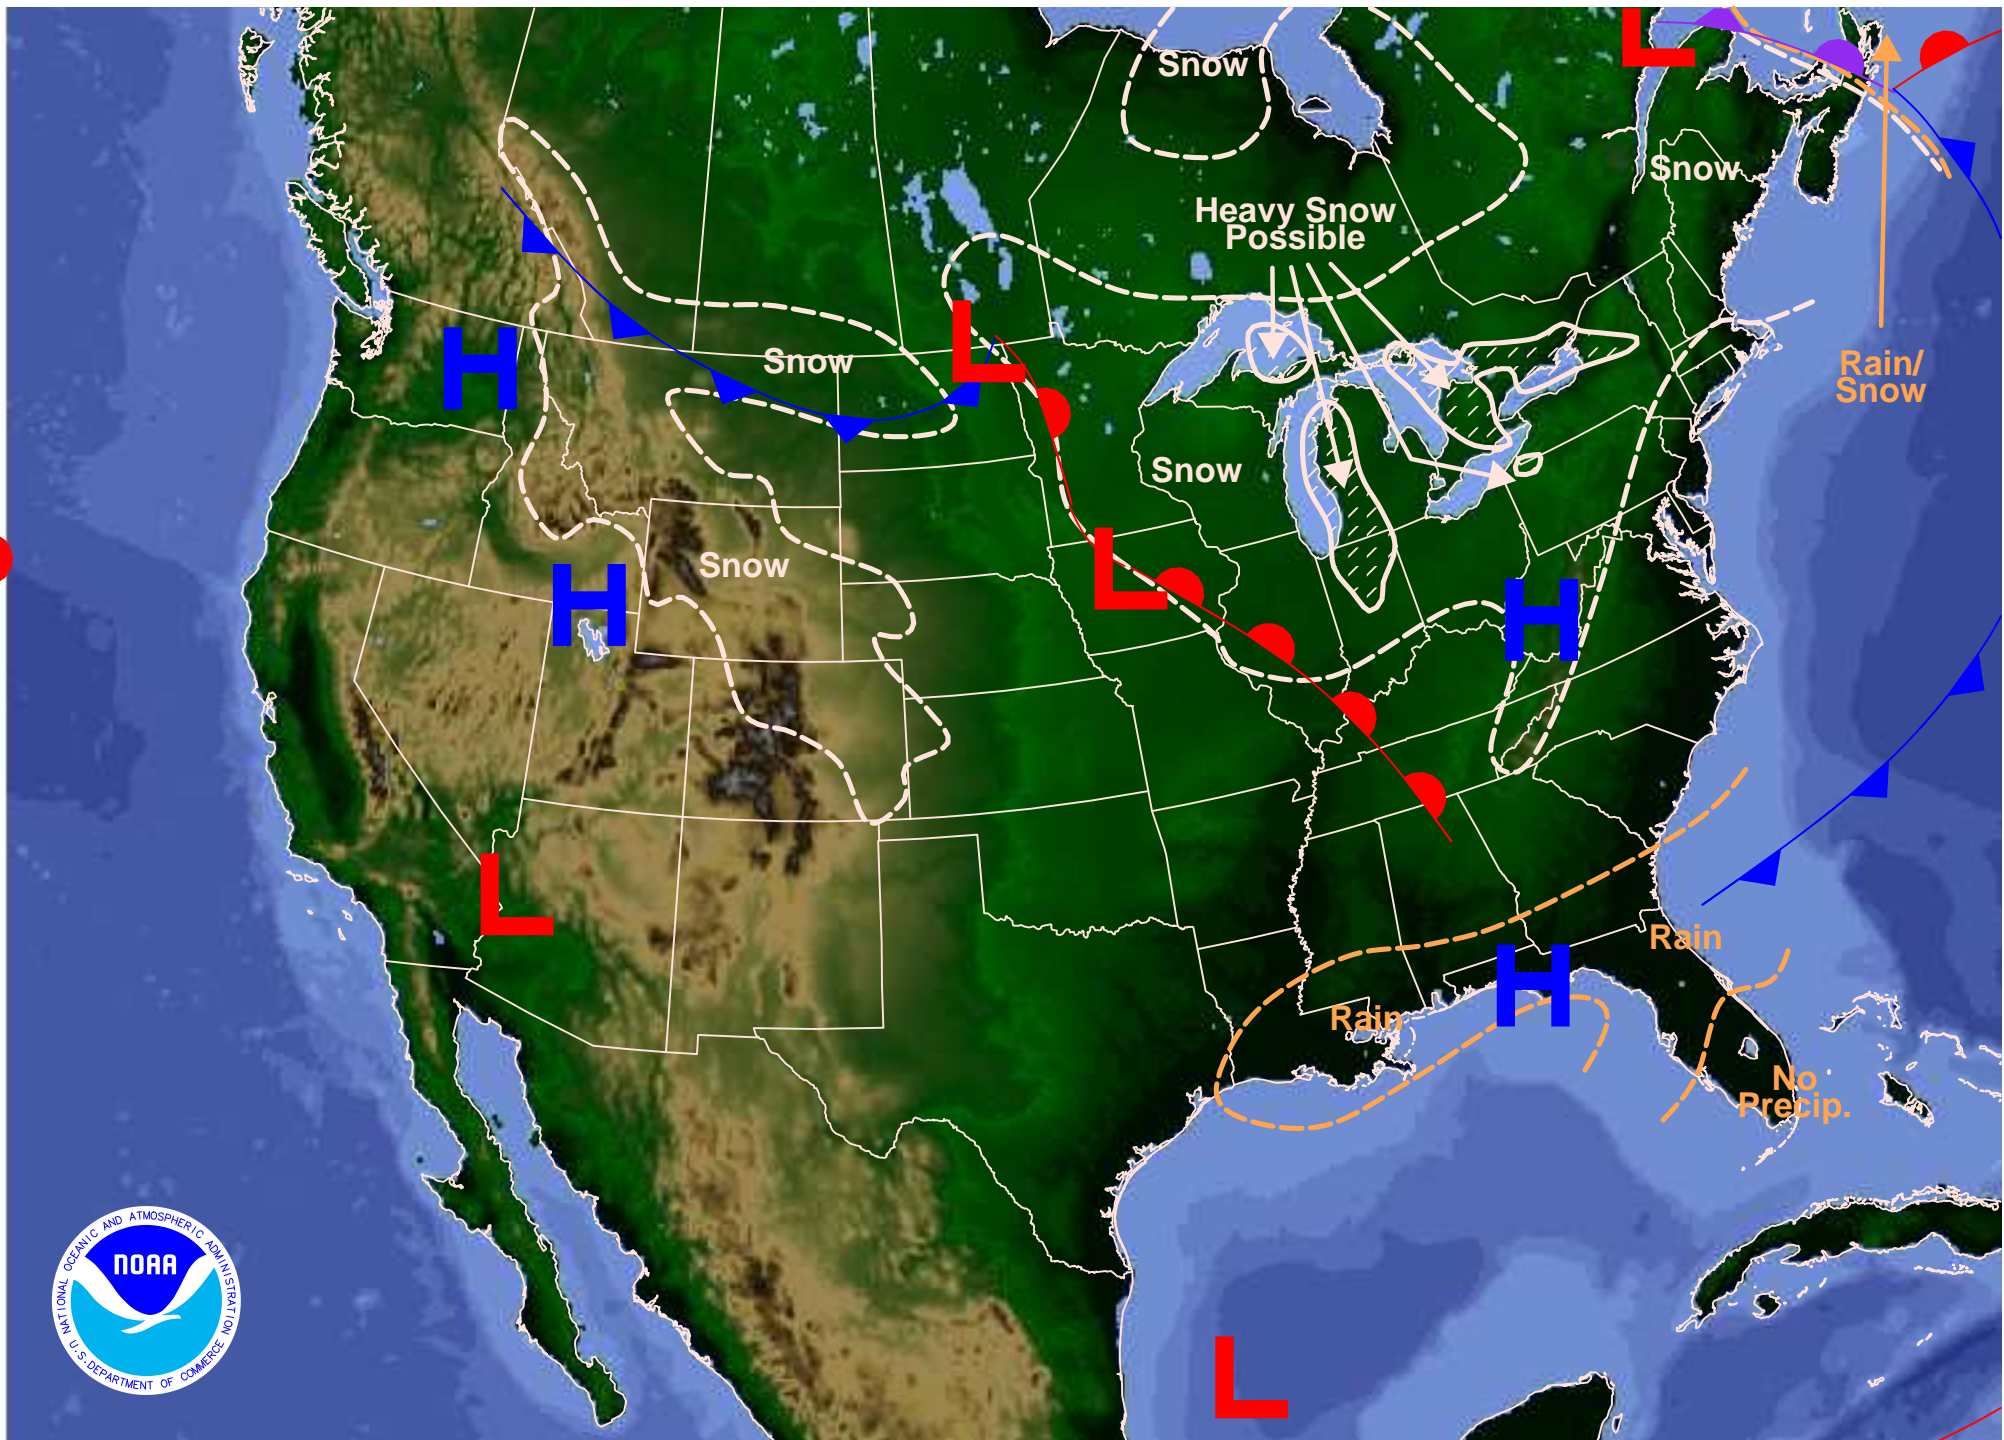 L
Snow
Snow
Heavy Snow
Possible
L
H
Snow
Rain/
Snow
Snow
Snow
H
L
H
L
Rain
H
Rain
No
Precip.
L
NATIONAL OCEANIC AND ATMOSPHERIC ADMINISTRATION
NOAA
U.S. DEPARTMENT OF COMMERCE